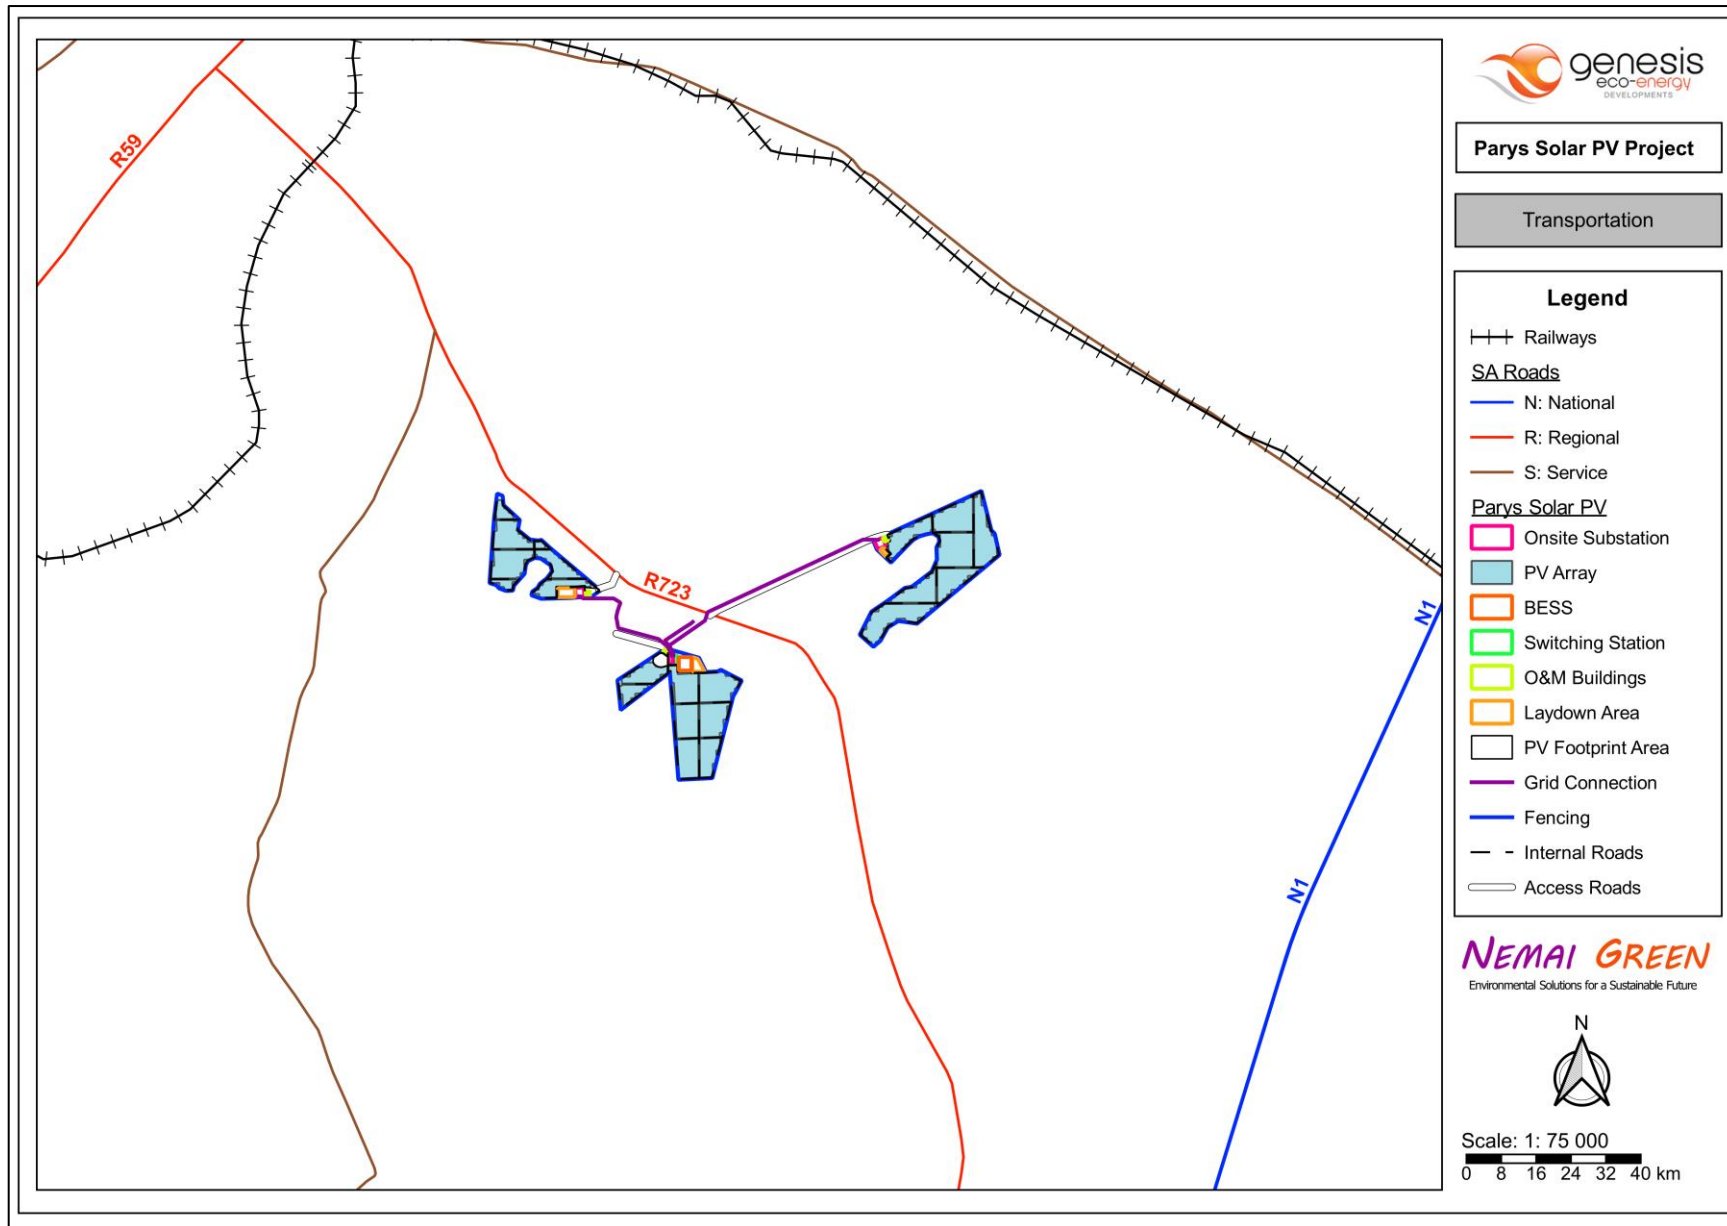 R59
R723
N1
N1
genesis
eco-energy
DEVELOPMENTS
Parys Solar PV Project
Transportation
Legend
Railways
SA Roads
N: National
R: Regional
S: Service
Parys Solar PV
Onsite Substation
PV Array
BESS
Switching Station
O&M Buildings
Laydown Area
PV Footprint Area
Grid Connection
Fencing
Internal Roads
Access Roads
NEMAI GREEN
Environmental Solutions for a Sustainable Future
N
Scale: 1: 75 000
0 8 16 24 32 40 km